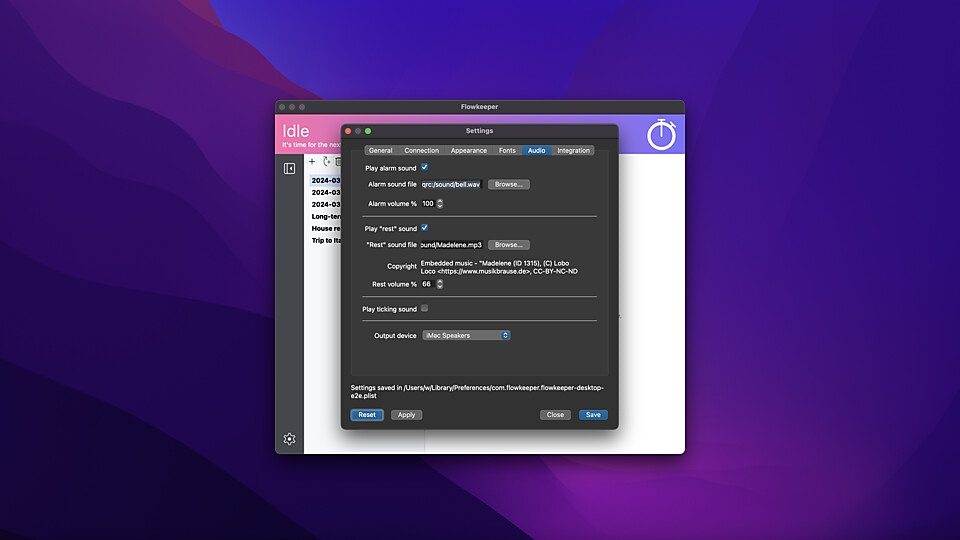 Flowkeeper
Idle
It's time for the nex
Settings
General Connection Appearance Fonts Audio Integration
2024-03
2024-03
2024-03
Long-ter
House re
Trip to Ita
Play alarm sound
Alarm sound file qrc:/sound/bell.wav Browse...
Alarm volume % 100
Play "rest" sound
"Rest" sound file ound/Madelene.mp3 Browse...
Copyright Embedded music - "Madelene (ID 1315), (C) Lobo
Loco <https://www.musikbrause.de>, CC-BY-NC-ND
Rest volume % 66
Play ticking sound
Output device iMac Speakers
Settings saved in /Users/w/Library/Preferences/com.flowkeeper.flowkeeper-desktop-
e2e.plist
Reset Apply Close Save